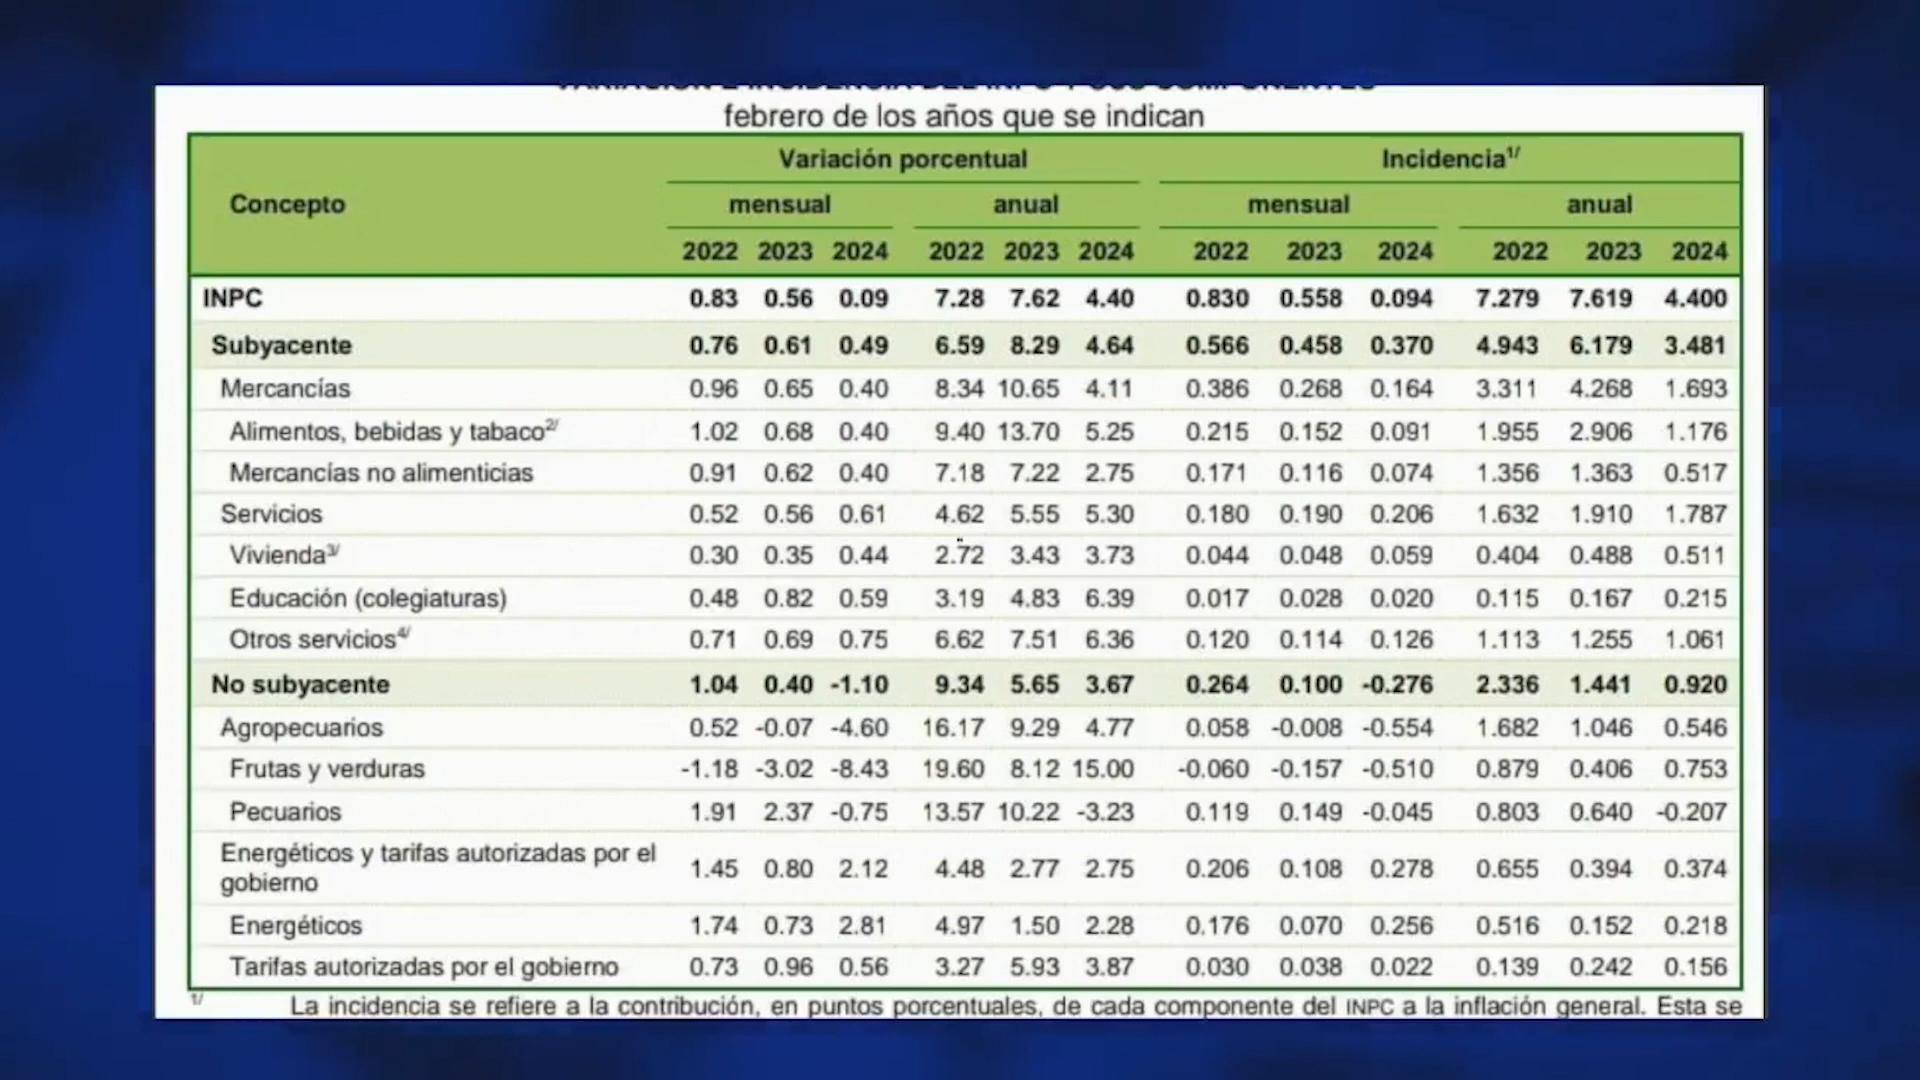 VARIACIÓN E INCIDENCIA DEL INPC Y SUS COMPONENTES
febrero de los años que se indican
Concepto Variación porcentual Incidencia1/
mensual anual mensual anual
2022 2023 2024 2022 2023 2024 2022 2023 2024 2022 2023 2024
INPC 0.83 0.56 0.09 7.28 7.62 4.40 0.830 0.558 0.094 7.279 7.619 4.400
Subyacente 0.76 0.61 0.49 6.59 8.29 4.64 0.566 0.458 0.370 4.943 6.179 3.481
Mercancías 0.96 0.65 0.40 8.34 10.65 4.11 0.386 0.268 0.164 3.311 4.268 1.693
Alimentos, bebidas y tabaco2/ 1.02 0.68 0.40 9.40 13.70 5.25 0.215 0.152 0.091 1.955 2.906 1.176
Mercancías no alimenticias 0.91 0.62 0.40 7.18 7.22 2.75 0.171 0.116 0.074 1.356 1.363 0.517
Servicios 0.52 0.56 0.61 4.62 5.55 5.30 0.180 0.190 0.206 1.632 1.910 1.787
Vivienda3/ 0.30 0.35 0.44 2.72 3.43 3.73 0.044 0.048 0.059 0.404 0.488 0.511
Educación (colegiaturas) 0.48 0.82 0.59 3.19 4.83 6.39 0.017 0.028 0.020 0.115 0.167 0.215
Otros servicios4/ 0.71 0.69 0.75 6.62 7.51 6.36 0.120 0.114 0.126 1.113 1.255 1.061
No subyacente 1.04 0.40 -1.10 9.34 5.65 3.67 0.264 0.100 -0.276 2.336 1.441 0.920
Agropecuarios 0.52 -0.07 -4.60 16.17 9.29 4.77 0.058 -0.008 -0.554 1.682 1.046 0.546
Frutas y verduras -1.18 -3.02 -8.43 19.60 8.12 15.00 -0.060 -0.157 -0.510 0.879 0.406 0.753
Pecuarios 1.91 2.37 -0.75 13.57 10.22 -3.23 0.119 0.149 -0.045 0.803 0.640 -0.207
Energéticos y tarifas autorizadas por el
gobierno 1.45 0.80 2.12 4.48 2.77 2.75 0.206 0.108 0.278 0.655 0.394 0.374
Energéticos 1.74 0.73 2.81 4.97 1.50 2.28 0.176 0.070 0.256 0.516 0.152 0.218
Tarifas autorizadas por el gobierno 0.73 0.96 0.56 3.27 5.93 3.87 0.030 0.038 0.022 0.139 0.242 0.156
1/ La incidencia se refiere a la contribución, en puntos porcentuales, de cada componente del INPC a la inflación general. Esta se